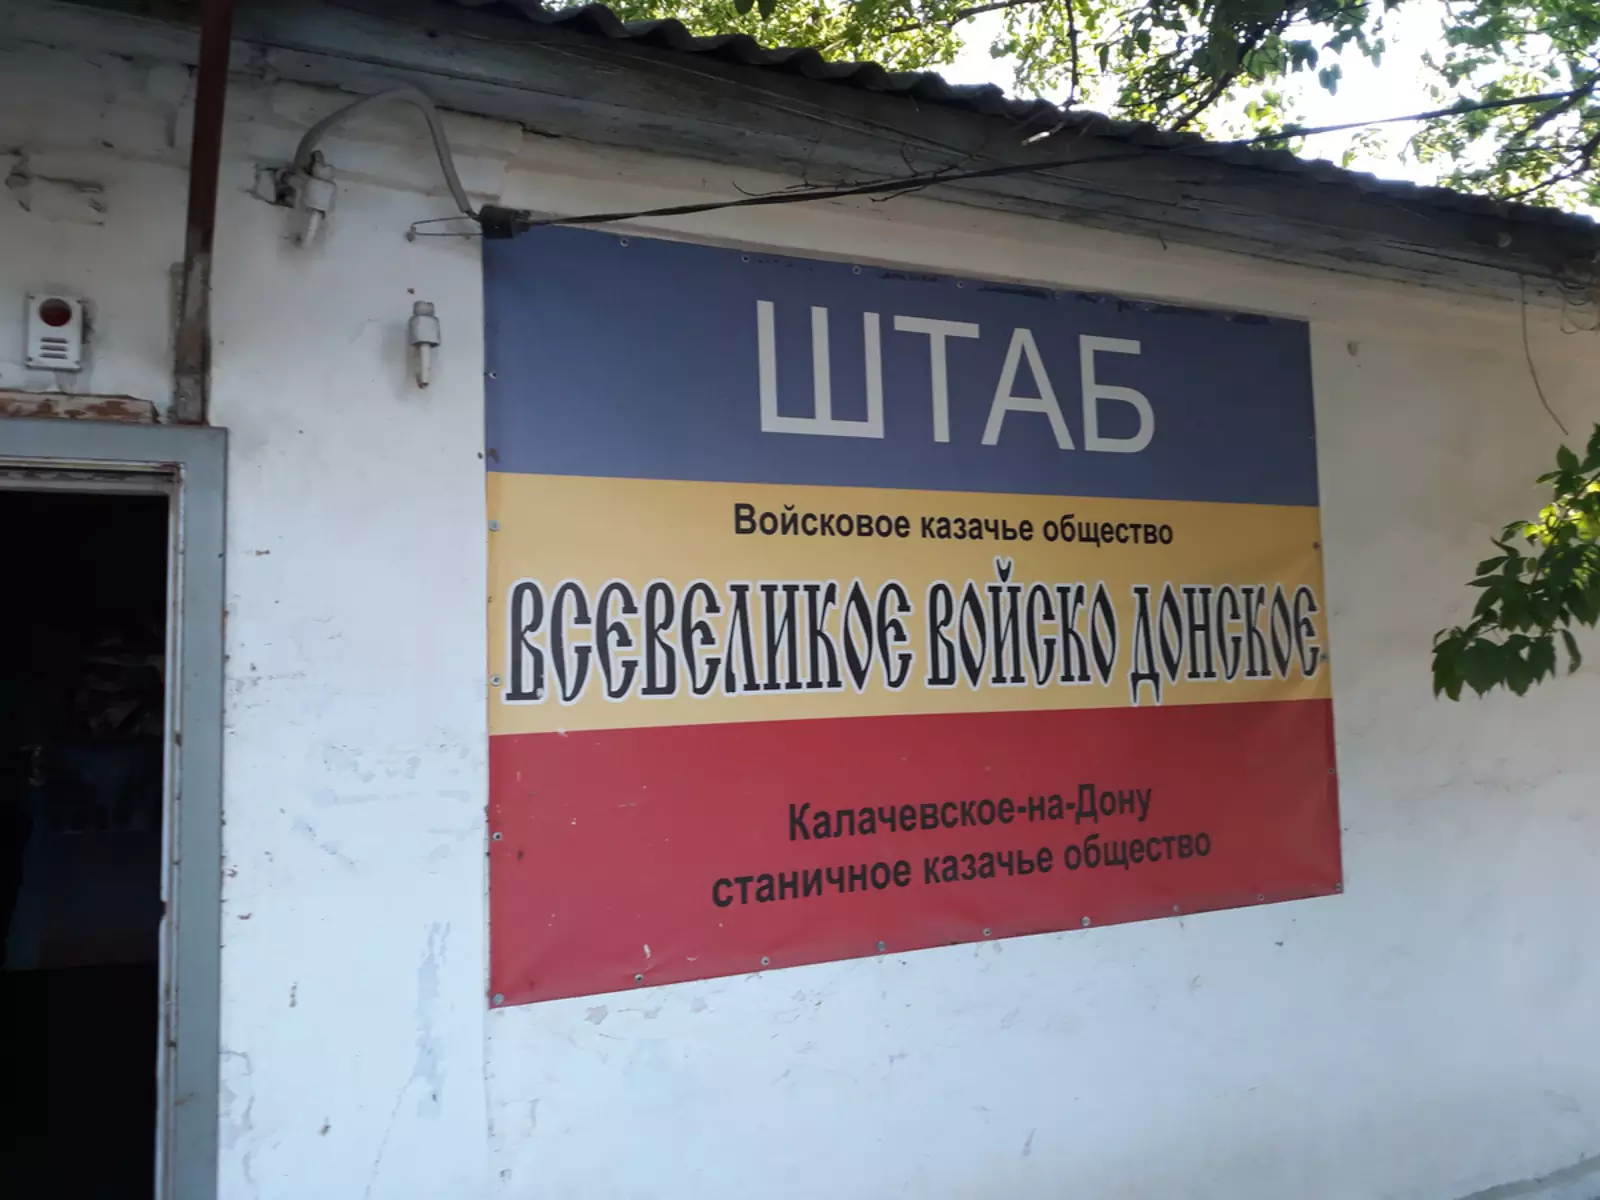 ШТАБ
Войсковое казачье общество
ВСЕВЕЛИКОЕ ВОЙСКО ДОНСКОЕ
Калачевское-на-Дону
станичное казачье общество